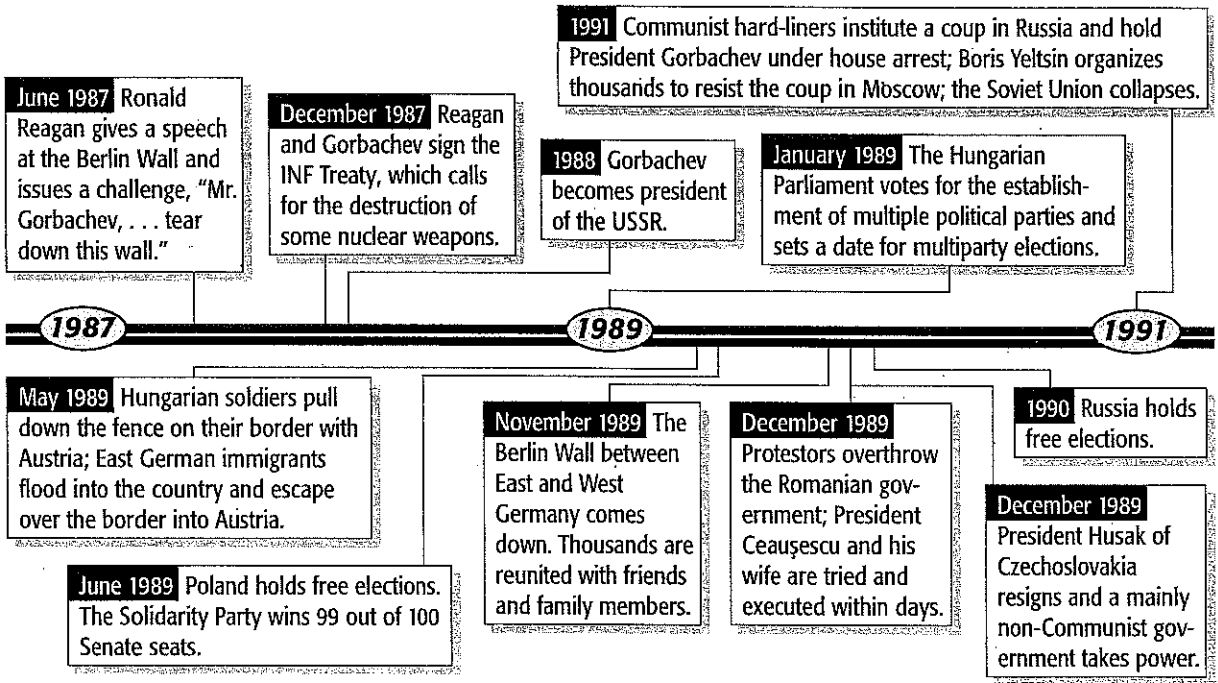 1991 Communist hard-liners institute a coup in Russia and hold
President Gorbachev under house arrest; Boris Yeltsin organizes
thousands to resist the coup in Moscow; the Soviet Union collapses.
June 1987 Ronald
Reagan gives a speech
at the Berlin Wall and
issues a challenge, “Mr.
Gorbachev, . . . tear
down this wall.”
December 1987 Reagan
and Gorbachev sign the
INF Treaty, which calls
for the destruction of
some nuclear weapons.
1988 Gorbachev
becomes president
of the USSR.
January 1989 The Hungarian
Parliament votes for the establish-
ment of multiple political parties and
sets a date for multiparty elections.
1987
1989
1991
May 1989 Hungarian soldiers pull
down the fence on their border with
Austria; East German immigrants
flood into the country and escape
over the border into Austria.
June 1989 Poland holds free elections.
The Solidarity Party wins 99 out of 100
Senate seats.
November 1989 The
Berlin Wall between
East and West
Germany comes
down. Thousands are
reunited with friends
and family members.
December 1989
Protestors overthrow
the Romanian gov-
ernment; President
Ceauşescu and his
wife are tried and
executed within days.
1990 Russia holds
free elections.
December 1989
President Husak of
Czechoslovakia
resigns and a mainly
non-Communist gov-
ernment takes power.